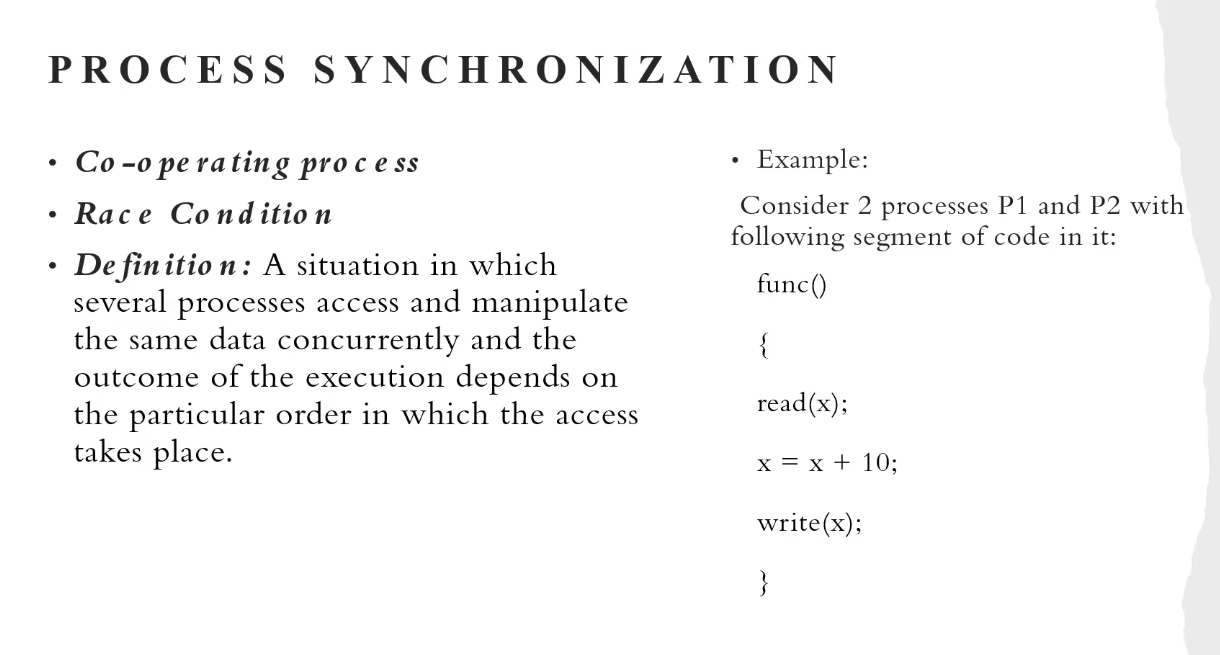 PROCESS SYNCHRONIZATION
• Co-operating process
• Race Condition
• Definition: A situation in which
several processes access and manipulate
the same data concurrently and the
outcome of the execution depends on
the particular order in which the access
takes place.
• Example:
Consider 2 processes P1 and P2 with
following segment of code in it:
func()
{
read(x);
x = x + 10;
write(x);
}